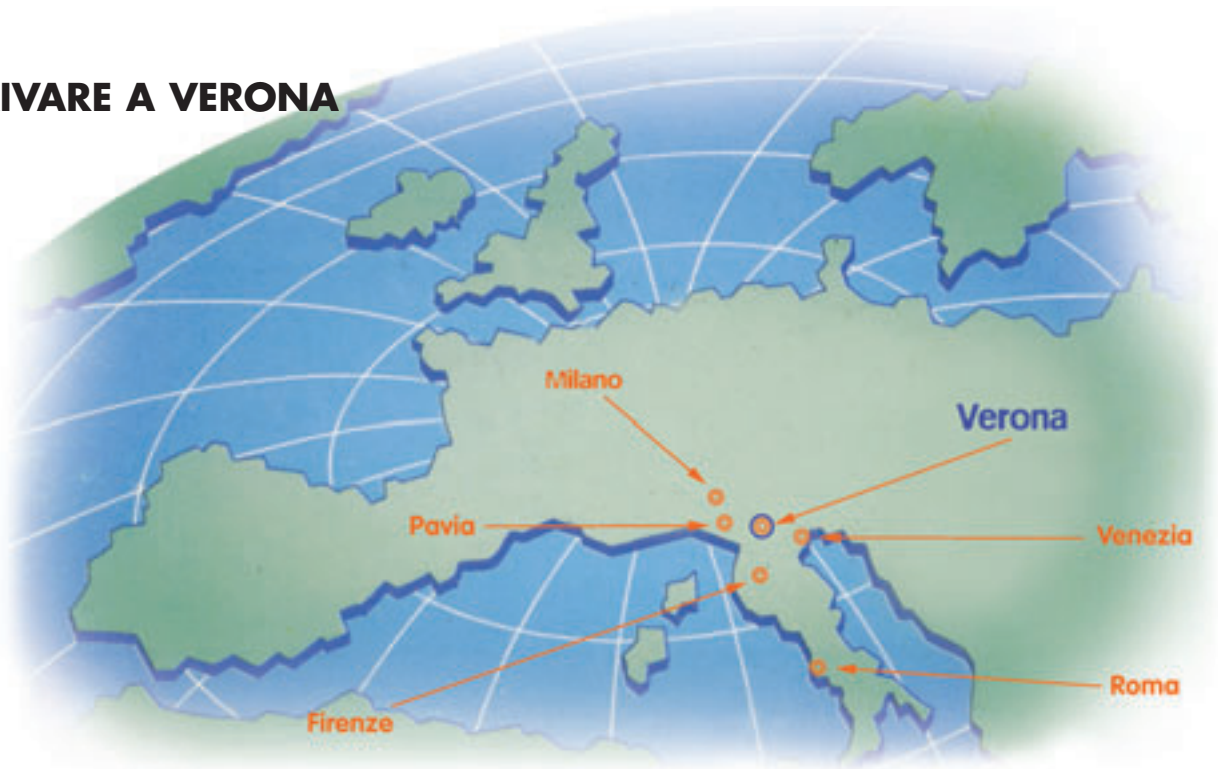 IVARE A VERONA
Milano
Verona
Pavia
Venezia
Roma
Firenze